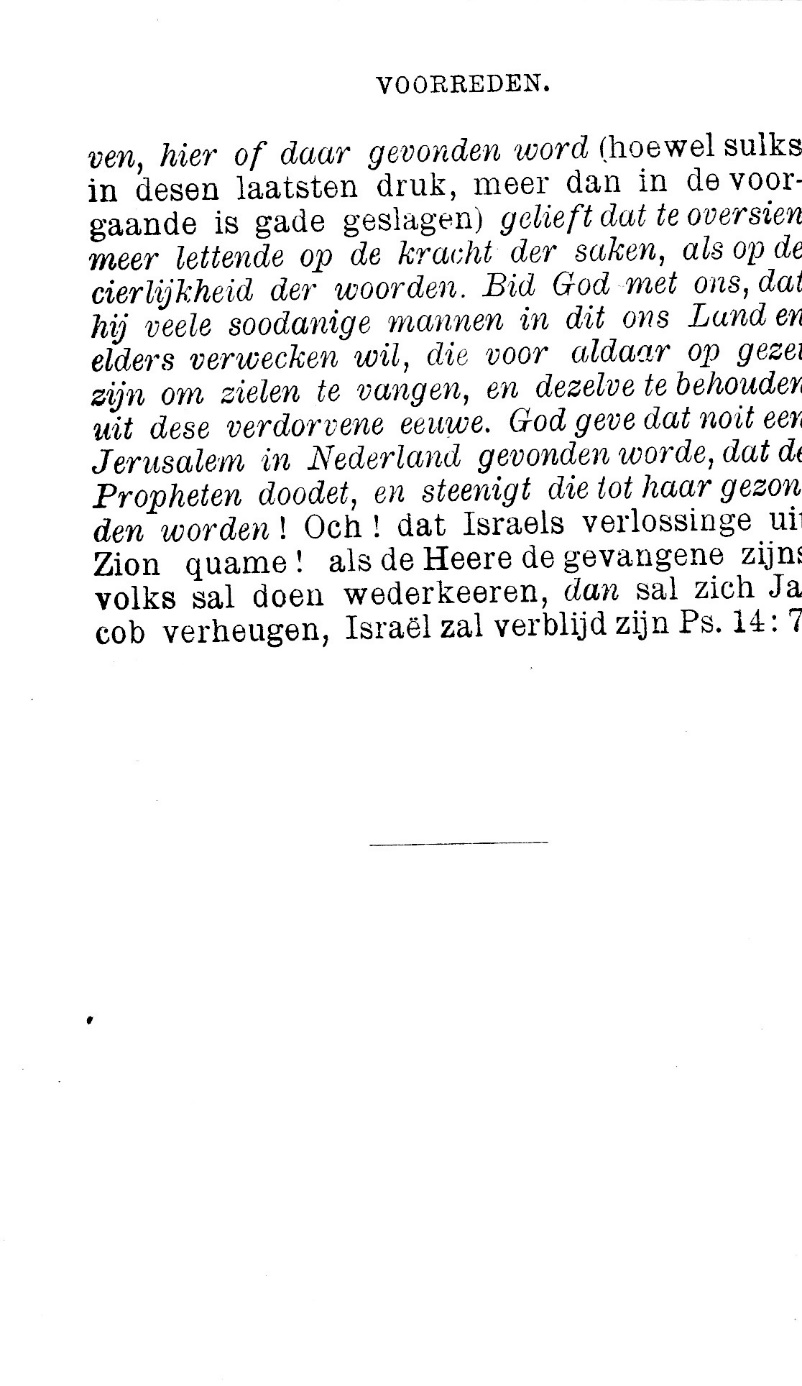 VOORREDEN.
ven, hier of daar gevonden word (hoewel sulks
in desen laatsten druk, meer dan in de voor-
gaande is gade geslagen) gelieft dat te oversien
meer lettende op de kracht der saken, als op de
cierlijkheid der woorden. Bid God met ons, dat
hij veele soodanige mannen in dit ons Land en
elders verwecken wil, die voor aldaar op gezet
zijn om zielen te vangen, en dezelve te behouden
uit dese verdorvene eeuwe. God geve dat noit een
Jerusalem in Nederland gevonden worde, dat de
Propheten doodet, en steenigt die tot haar gezon
den worden! Och! dat Israels verlossinge uit
Zion quame! als de Heere de gevangene zijns
volks sal doen wederkeeren, dan sal zich Ja
cob verheugen, Israël zal verblijd zijn Ps. 14: 7